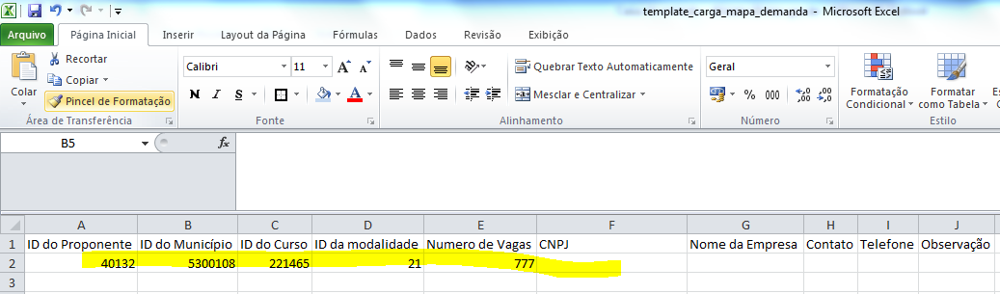 template_carga_mapa_demanda - Microsoft Excel
Arquivo Página Inicial Inserir Layout da Página Fórmulas Dados Revisão Exibição
Colar
Recortar
Copiar
Pincel de Formatação
Área de Transferência
Calibri 11
N I S
A
Fonte
Quebrar Texto Automaticamente
Mesclar e Centralizar
Alinhamento
Geral
% 000 ,00 ,0
Número
Formatação Condicional
Formatar como Tabela
Estilo
B5 fx
A B C D E F G H I J
1 ID do Proponente ID do Município ID do Curso ID da modalidade Numero de Vagas CNPJ Nome da Empresa Contato Telefone Observação
2 40132 5300108 221465 21 777
3